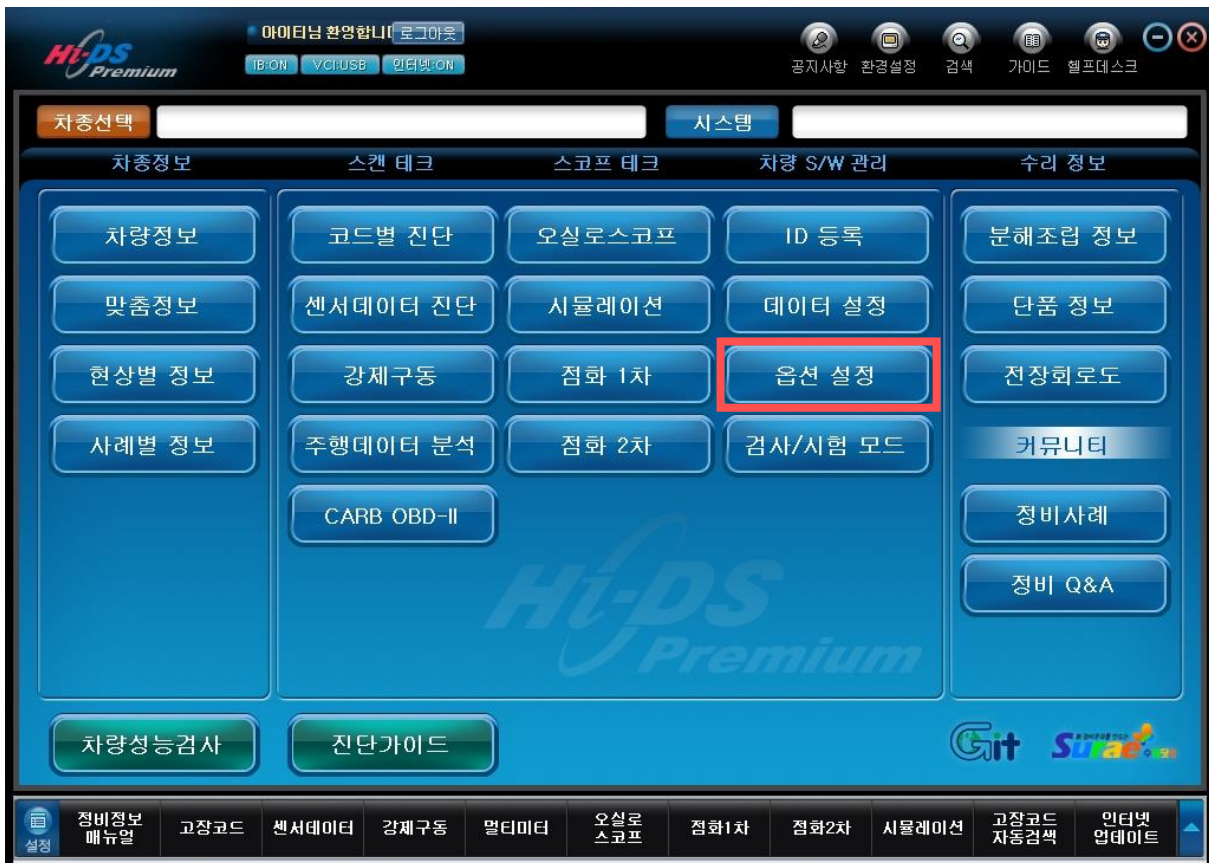 Hi-DS
Premium
아이티님 환영합니
로그아웃
IB:ON
VCI:USB
인터넷:ON
공지사항
환경설정
검색
가이드
헬프데스크
차종선택
시스템
차종정보
스캔 테크
스코프 테크
차량 S/W 관리
수리 정보
차량정보
코드별 진단
오실로스코프
ID 등록
분해조립 정보
맞춤정보
센서데이터 진단
시뮬레이션
데이터 설정
단품 정보
현상별 정보
강제구동
점화 1차
옵션 설정
전장회로도
사례별 정보
주행데이터 분석
점화 2차
검사/시험 모드
커뮤니티
CARB OBD-II
정비사례
정비 Q&A
Hi-DS
Premium
차량성능검사
진단가이드
Git
Surae
설정
정비정보
매뉴얼
고장코드
센서데이터
강제구동
멀티미터
오실로
스코프
점화1차
점화2차
시뮬레이션
고장코드
자동검색
인터넷
업데이트